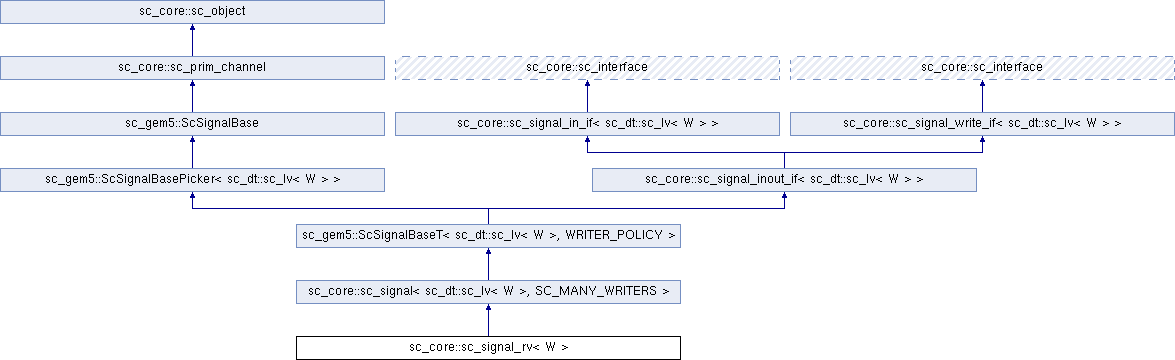 sc_core::sc_object
sc_core::sc_prim_channel
sc_core::sc_interface
sc_core::sc_interface
sc_gem5::ScSignalBase
sc_core::sc_signal_in_if< sc_dt::sc_lv< W > >
sc_core::sc_signal_write_if< sc_dt::sc_lv< W > >
sc_gem5::ScSignalBasePicker< sc_dt::sc_lv< W > >
sc_core::sc_signal_inout_if< sc_dt::sc_lv< W > >
sc_gem5::ScSignalBaseT< sc_dt::sc_lv< W >, WRITER_POLICY >
sc_core::sc_signal< sc_dt::sc_lv< W >, SC_MANY_WRITERS >
sc_core::sc_signal_rv< W >